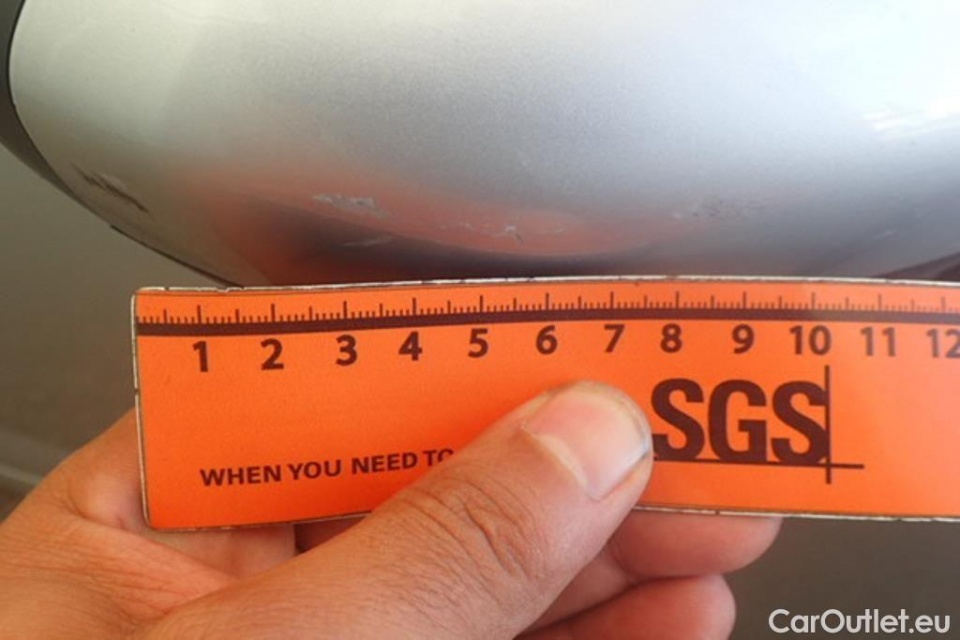 1 2 3 4 5 6 7 8 9 10 11 12
SGS
WHEN YOU NEED TO
CarOutlet.eu